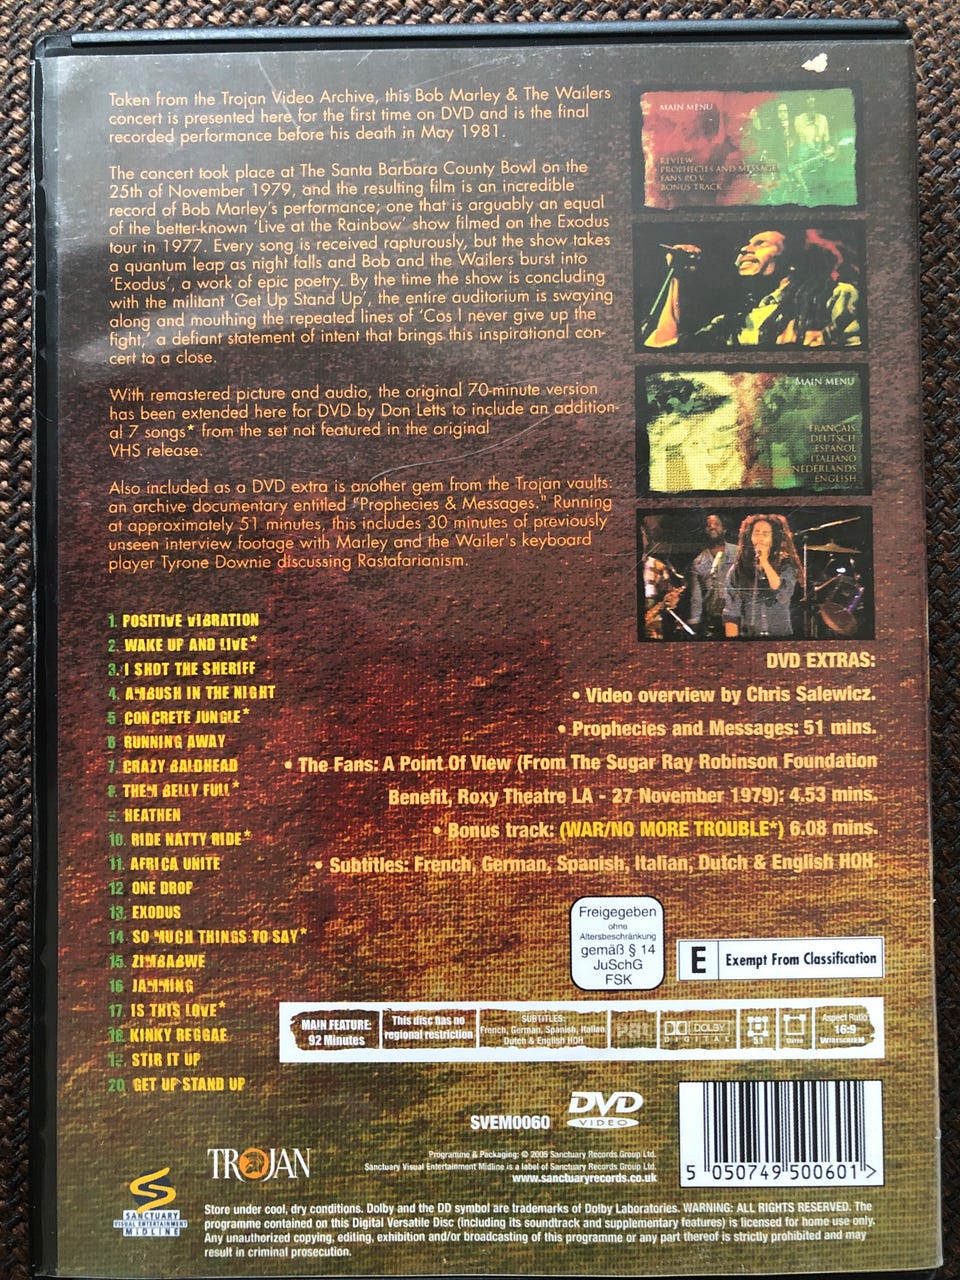 Taken from the Trojan Video Archive, this Bob Marley & The Wailers
concert is presented here for the first time on DVD and is the final
recorded performance before his death in May 1981.
The concert took place at The Santa Barbara County Bowl on the
25th of November 1979, and the resulting film is an incredible
record of Bob Marley's performance; one that is arguably an equal
of the better-known 'Live at the Rainbow' show filmed on the Exodus
tour in 1977. Every song is received rapturously, but the show takes
a quantum leap as night falls and Bob and the Wailers burst into
'Exodus', a work of epic poetry. By the time the show is concluding
with the militant 'Get Up Stand Up', the entire auditorium is swaying
along and mouthing the repeated lines of 'Cos I never give up the
fight,' a defiant statement of intent that brings this inspirational con-
cert to a close.
With remastered picture and audio, the original 70-minute version
has been extended here for DVD by Don Letts to include an addition-
al 7 songs* from the set not featured in the original
VHS release.
Also included as a DVD extra is another gem from the Trojan vaults:
an archive documentary entitled "Prophecies & Messages." Running
at approximately 51 minutes, this includes 30 minutes of previously
unseen interview footage with Marley and the Wailer's keyboard
player Tyrone Downie discussing Rastafarianism.
MAIN MENU
REVIEW
PROPHECIES AND MESSAGES
FANS P.O.V.
BONUS TRACK
MAIN MENU
FRANÇAIS
DEUTSCH
ESPAÑOL
ITALIANO
NEDERLANDS
ENGLISH
1. POSITIVE VIBRATION
2. WAKE UP AND LIVE*
3. I SHOT THE SHERIFF
4. AMBUSH IN THE NIGHT
5. CONCRETE JUNGLE*
6 RUNNING AWAY
7. CRAZY BALDHEAD
8. THEM BELLY FULL*
9. HEATHEN
10. RIDE NATTY RIDE*
11. AFRICA UNITE
12 ONE DROP
13. EXODUS
14. SO MUCH THINGS TO SAY*
15. ZIMBABWE
16 JAMMING
17. IS THIS LOVE*
18. KINKY REGGAE
19. STIR IT UP
20. GET UP STAND UP
DVD EXTRAS:
• Video overview by Chris Salewicz.
• Prophecies and Messages: 51 mins.
• The Fans: A Point Of View (From The Sugar Ray Robinson Foundation
Benefit, Roxy Theatre LA - 27 November 1979): 4.53 mins.
• Bonus track: (WAR/NO MORE TROUBLE*) 6.08 mins.
• Subtitles: French, German, Spanish, Italian, Dutch & English HOH.
Freigegeben
ohne
Altersbeschränkung
gemäß § 14
JuSchG
FSK
E Exempt From Classification
MAIN FEATURE:
92 Minutes
This disc has no
regional restriction
SUBTITLES:
French, German, Spanish, Italian,
Dutch & English HOH
PAL
DOLBY
DIGITAL
5.1
Aspect Ratio
16:9
WIDESCREEN
SVEM0060
DVD
VIDEO
TROJAN
Programme & Packaging: © 2005 Sanctuary Records Group Ltd.
Sanctuary Visual Entertainment Midline is a label of Sanctuary Records Group Ltd.
www.sanctuaryrecords.co.uk
5 050749 500601 >
SANCTUARY
VISUAL ENTERTAINMENT
MIDLINE
Store under cool, dry conditions. Dolby and the DD symbol are trademarks of Dolby Laboratories. WARNING: ALL RIGHTS RESERVED. The
programme contained on this Digital Versatile Disc (including its soundtrack and supplementary features) is licensed for home use only.
Any unauthorized copying, editing, exhibition and/or broadcasting of this programme or any part thereof is strictly prohibited and may
result in criminal prosecution.